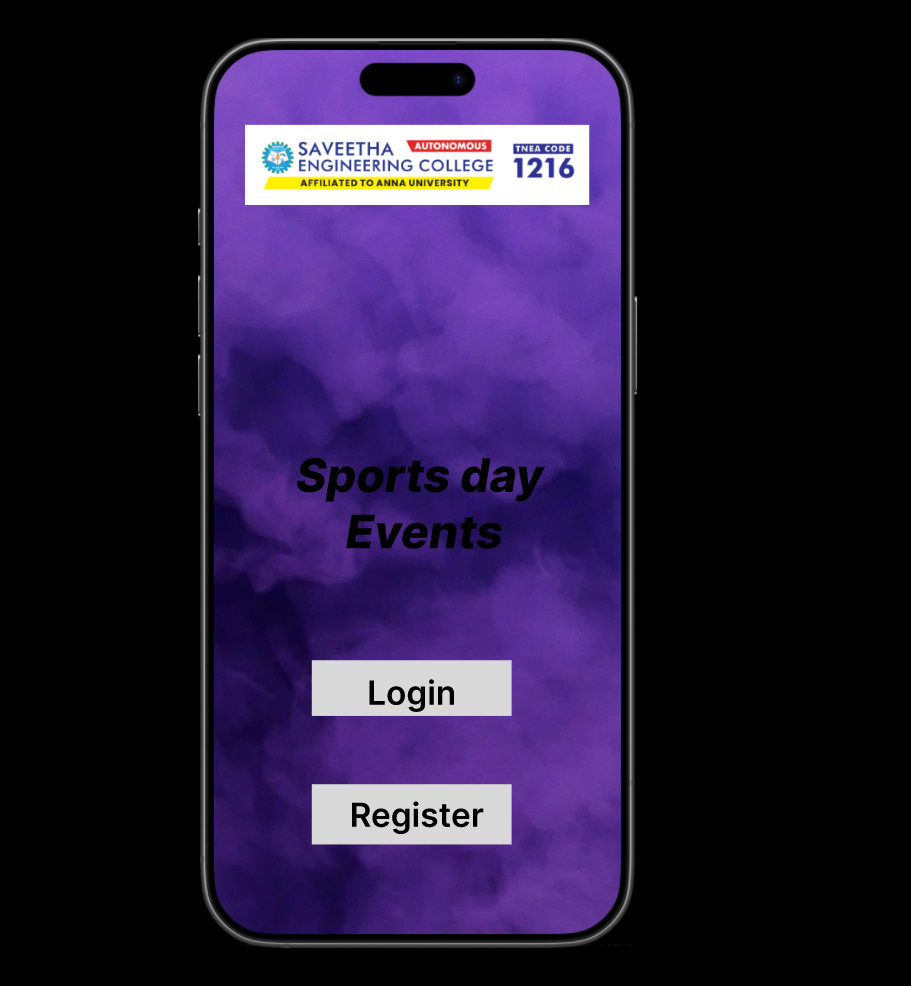 SAVEETHA AUTONOMOUS
ENGINEERING COLLEGE
AFFILIATED TO ANNA UNIVERSITY
TNEA CODE
1216
Sports day
Events
Login
Register